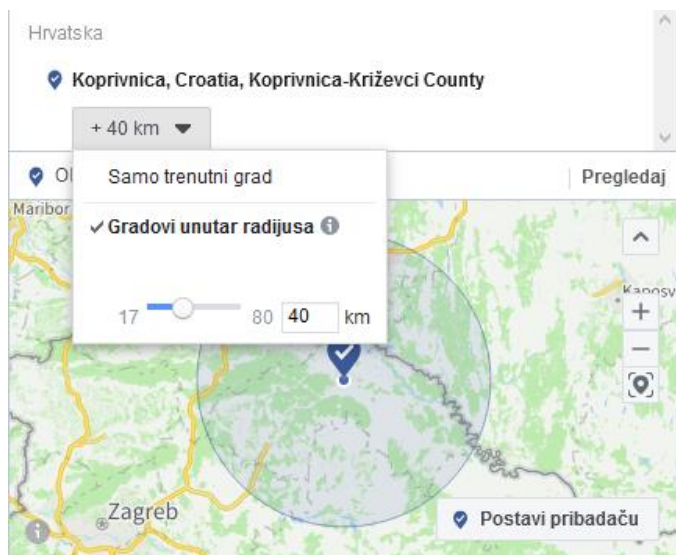 Hrvatska
Koprivnica, Croatia, Koprivnica-Križevci County
+ 40 km
Samo trenutni grad
Pregledaj
Maribor
Gradovi unutar radijusa
17 80 40 km
Zagreb
Postavi pribadaču